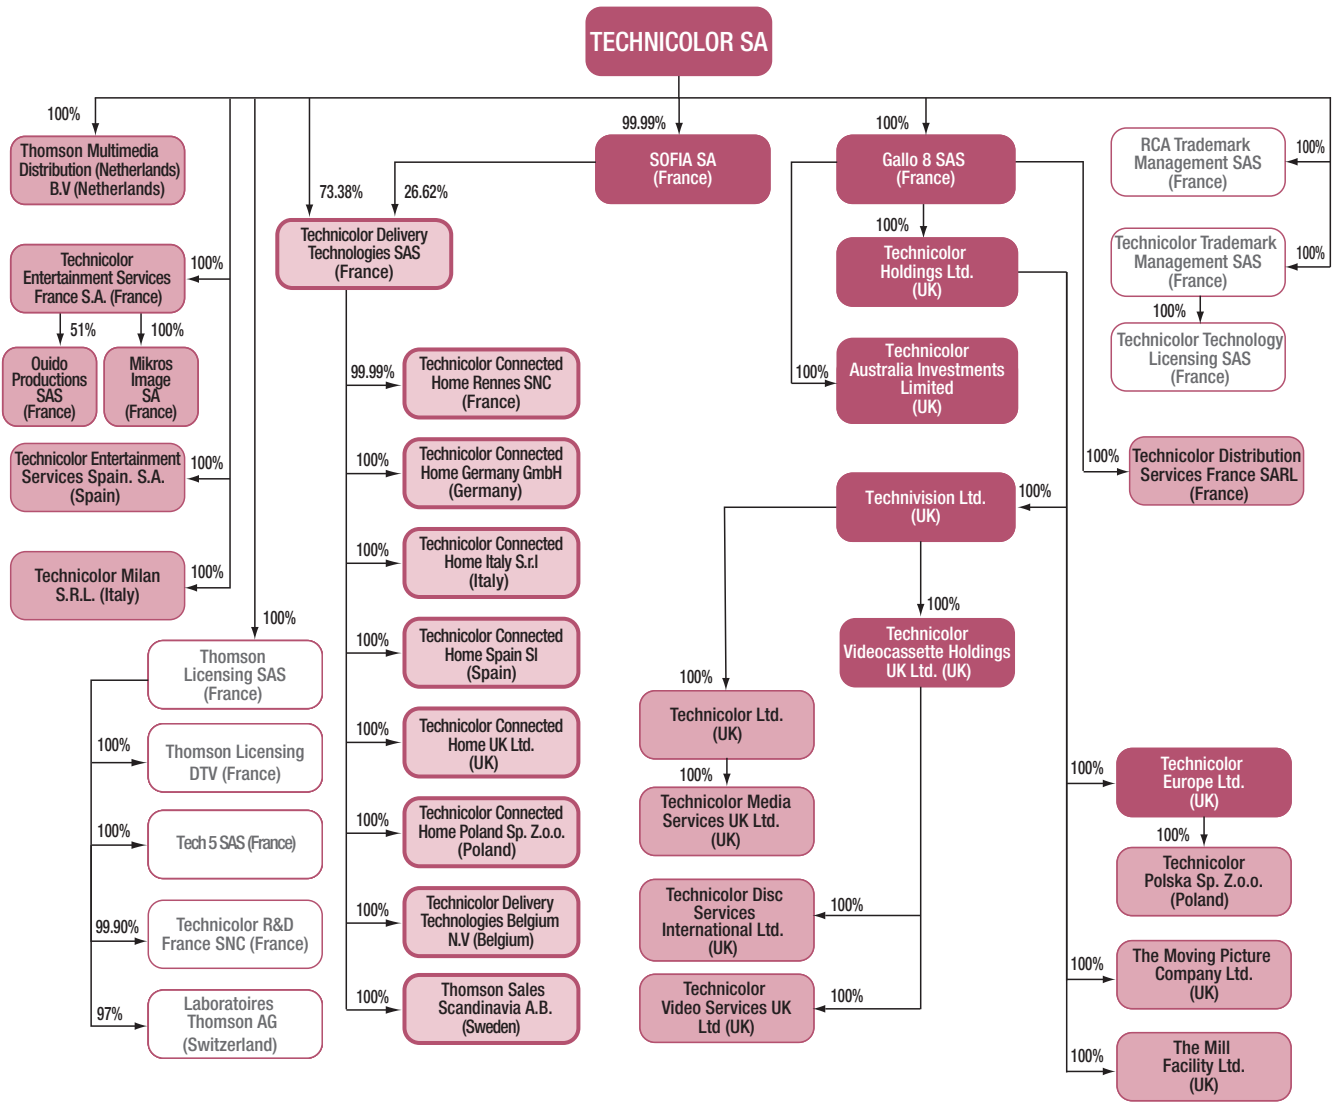 TECHNICOLOR SA
100%
Thomson Multimedia
Distribution (Netherlands)
B.V (Netherlands)
99.99%
SOFIA SA
(France)
100%
Gallo 8 SAS
(France)
RCA Trademark
Management SAS
(France)
100%
73.38%
26.62%
Technicolor Delivery
Technologies SAS
(France)
100%
Technicolor
Holdings Ltd.
(UK)
Technicolor Trademark
Management SAS
(France)
100%
Technicolor
Entertainment Services
France S.A. (France)
100%
51%
100%
Ouido
Productions
SAS
(France)
Mikros
Image
SA
(France)
100%
Technicolor Technology
Licensing SAS
(France)
99.99%
Technicolor Connected
Home Rennes SNC
(France)
100%
Technicolor
Australia Investments
Limited
(UK)
Technicolor Entertainment
Services Spain. S.A.
(Spain)
100%
100%
Technicolor Connected
Home Germany GmbH
(Germany)
100%
Technicolor Distribution
Services France SARL
(France)
Technivision Ltd.
(UK)
100%
Technicolor Milan
S.R.L. (Italy)
100%
100%
Technicolor Connected
Home Italy S.r.l
(Italy)
100%
Thomson
Licensing SAS
(France)
100%
Technicolor Connected
Home Spain Sl
(Spain)
100%
Technicolor
Videocassette Holdings
UK Ltd. (UK)
100%
Technicolor Ltd.
(UK)
100%
Thomson Licensing
DTV (France)
100%
Technicolor Connected
Home UK Ltd.
(UK)
100%
Technicolor Media
Services UK Ltd.
(UK)
100%
Technicolor
Europe Ltd.
(UK)
100%
Tech 5 SAS (France)
100%
Technicolor Connected
Home Poland Sp. Z.o.o.
(Poland)
100%
Technicolor
Polska Sp. Z.o.o.
(Poland)
99.90%
Technicolor R&D
France SNC (France)
100%
Technicolor Delivery
Technologies Belgium
N.V (Belgium)
Technicolor Disc
Services
International Ltd.
(UK)
100%
100%
The Moving Picture
Company Ltd.
(UK)
97%
Laboratoires
Thomson AG
(Switzerland)
100%
Thomson Sales
Scandinavia A.B.
(Sweden)
Technicolor
Video Services UK
Ltd (UK)
100%
100%
The Mill
Facility Ltd.
(UK)